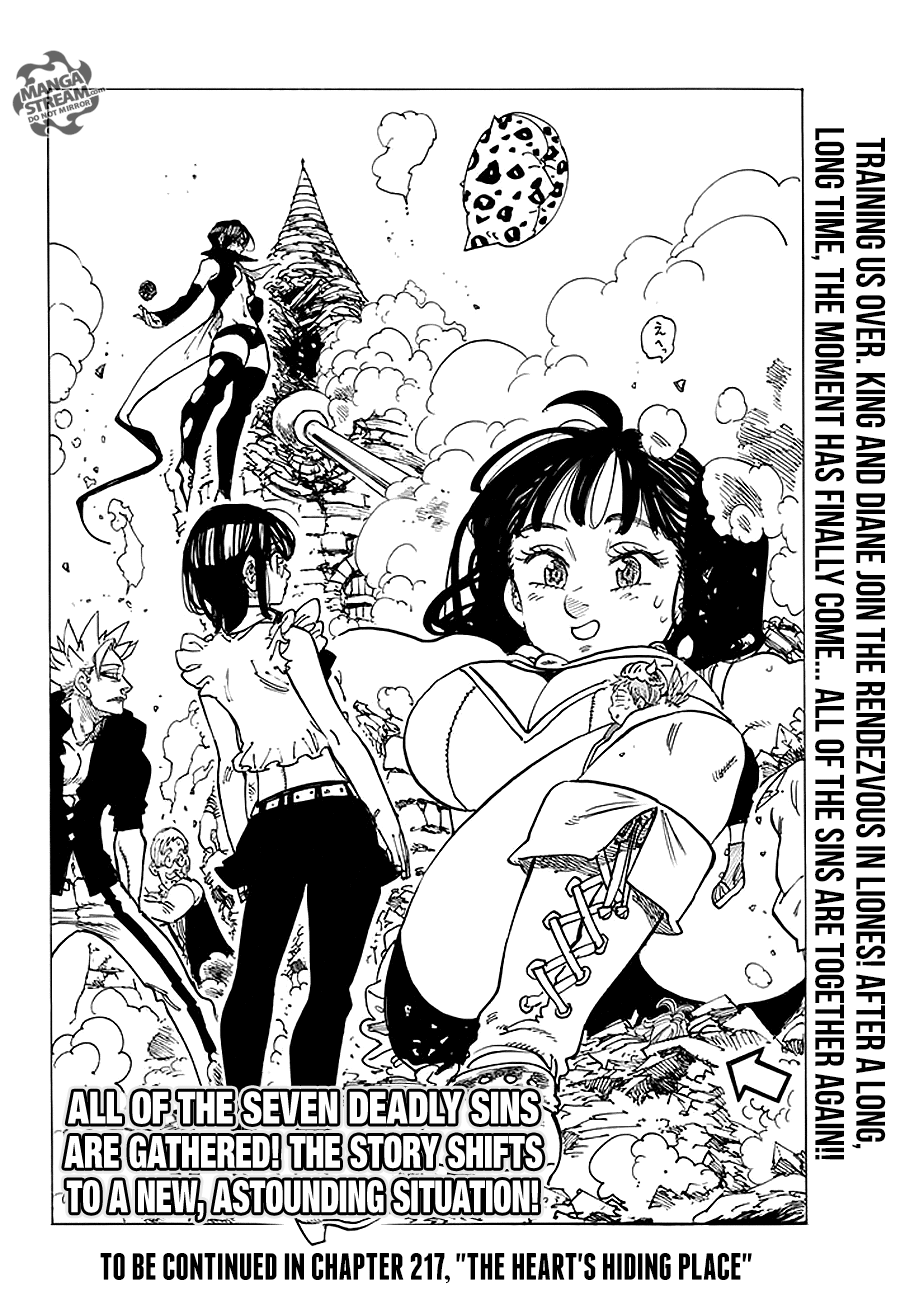 MANGA
STREAM.com
DO NOT MIRROR
TRAINING US OVER. KING AND DIANE JOIN THE RENDEZVOUS IN LIONES! AFTER A LONG,
LONG TIME, THE MOMENT HAS FINALLY COME... ALL OF THE SINS ARE TOGETHER AGAIN!!
えへっ
ALL OF THE SEVEN DEADLY SINS
ARE GATHERED! THE STORY SHIFTS
TO A NEW, ASTOUNDING SITUATION!
TO BE CONTINUED IN CHAPTER 217, "THE HEART'S HIDING PLACE"